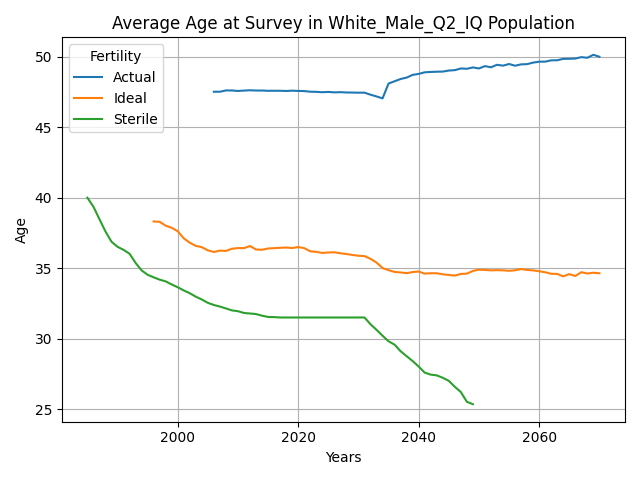 Average Age at Survey in White_Male_Q2_IQ Population
Fertility
Actual
Ideal
Sterile
Age
50
45
40
35
30
25
2000
2020
2040
2060
Years